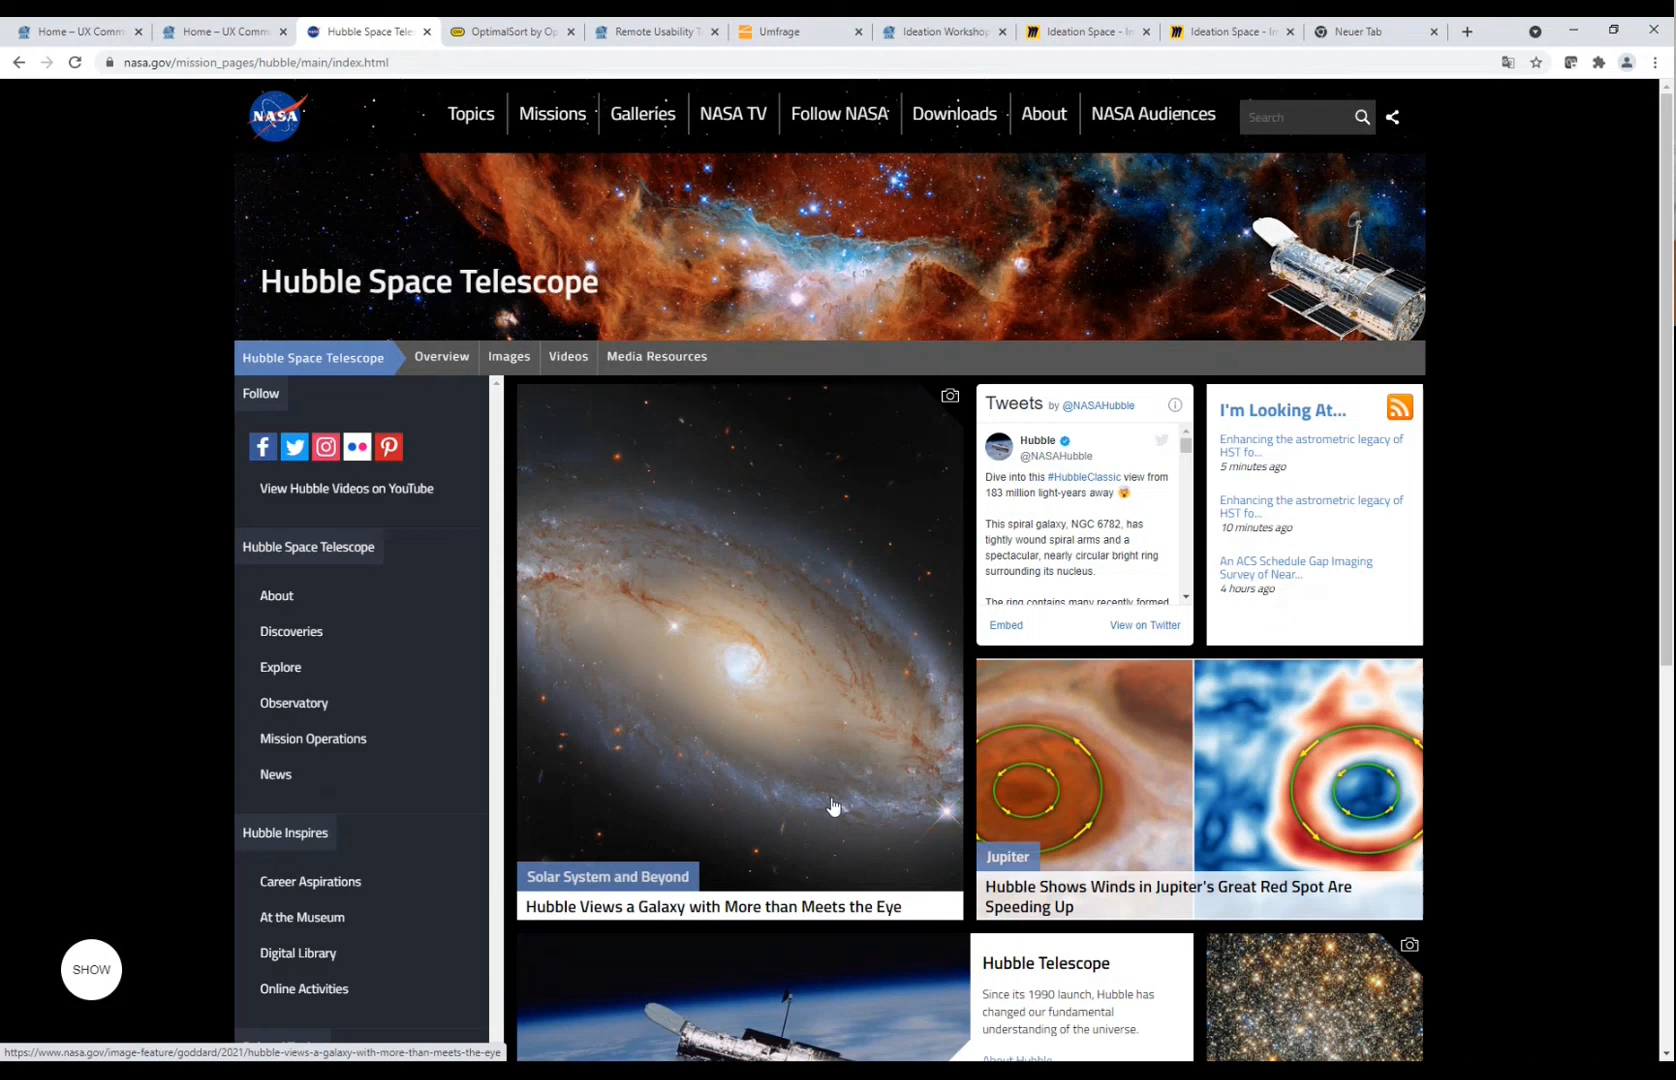 Home – UX Commu
Home – UX Commu
Hubble Space Tele
OptimalSort by Op
Remote Usability T
Umfrage
Ideation Workshop
Ideation Space - In
Ideation Space - In
Neuer Tab
nasa.gov/mission_pages/hubble/main/index.html
NASA
Topics
Missions
Galleries
NASA TV
Follow NASA
Downloads
About
NASA Audiences
Search
Hubble Space Telescope
Hubble Space Telescope
Overview
Images
Videos
Media Resources
Follow
View Hubble Videos on YouTube
Hubble Space Telescope
About
Discoveries
Explore
Observatory
Mission Operations
News
Hubble Inspires
Career Aspirations
At the Museum
Digital Library
Online Activities
SHOW
https://www.nasa.gov/image-feature/goddard/2021/hubble-views-a-galaxy-with-more-than-meets-the-eye
Solar System and Beyond
Hubble Views a Galaxy with More than Meets the Eye
Tweets by @NASAHubble
Hubble
@NASAHubble
Dive into this #HubbleClassic view from
183 million light-years away 🤯
This spiral galaxy, NGC 6782, has
tightly wound spiral arms and a
spectacular, nearly circular bright ring
surrounding its nucleus.
The ring contains many recently formed
Embed
View on Twitter
I'm Looking At...
Enhancing the astrometric legacy of
HST fo...
5 minutes ago
Enhancing the astrometric legacy of
HST fo...
10 minutes ago
An ACS Schedule Gap Imaging
Survey of Near...
4 hours ago
Jupiter
Hubble Shows Winds in Jupiter's Great Red Spot Are
Speeding Up
Hubble Telescope
Since its 1990 launch, Hubble has
changed our fundamental
understanding of the universe.
About Hubble